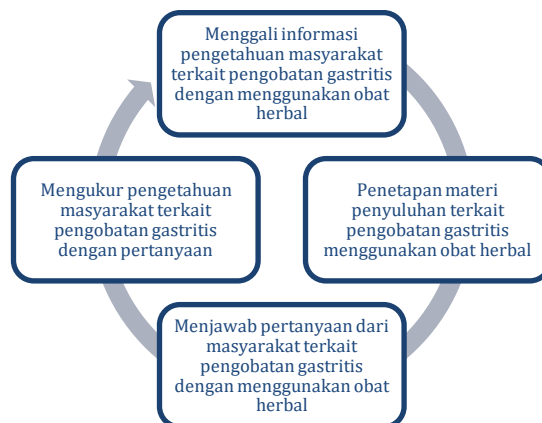 Menggali informasi
pengetahuan masyarakat
terkait pengobatan gastritis
dengan menggunakan obat
herbal
Penetapan materi
penyuluhan terkait
pengobatan gastritis
menggunakan obat herbal
Menjawab pertanyaan dari
masyarakat terkait
pengobatan gastritis
dengan menggunakan obat
herbal
Mengukur pengetahuan
masyarakat terkait
pengobatan gastritis
dengan pertanyaan